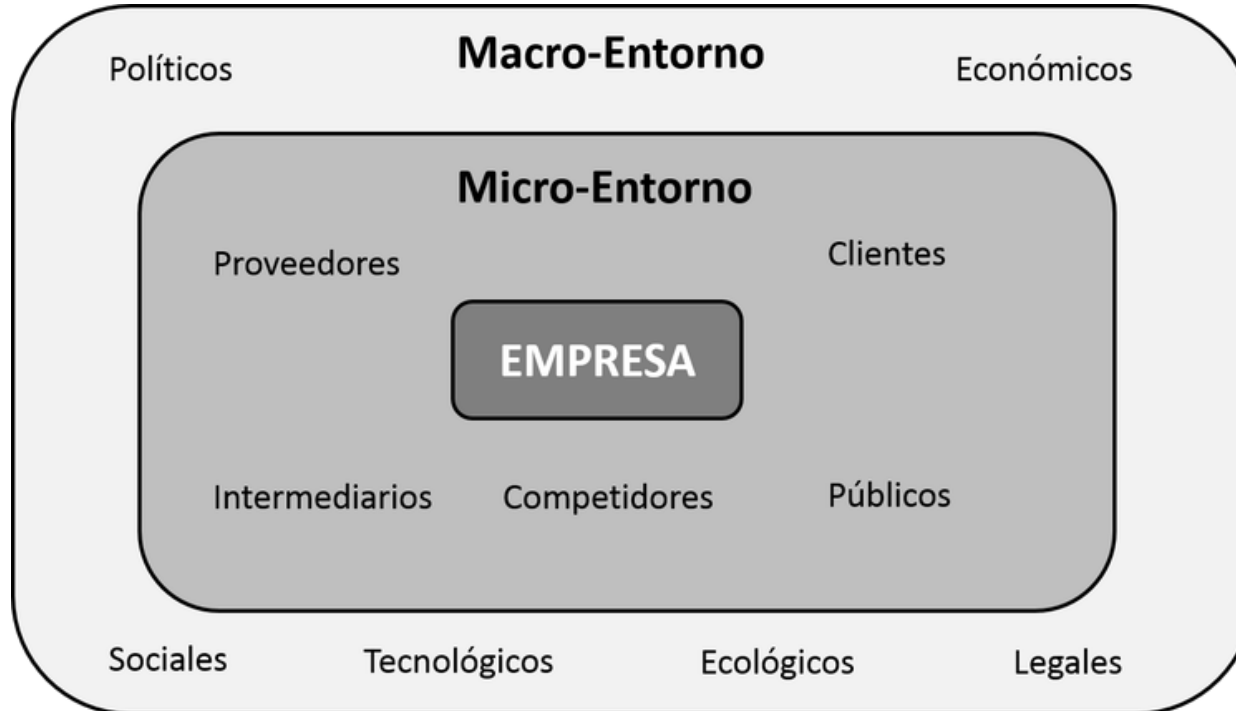 Macro-Entorno
Políticos
Económicos
Micro-Entorno
Proveedores
Clientes
EMPRESA
Intermediarios
Competidores
Públicos
Sociales
Tecnológicos
Ecológicos
Legales